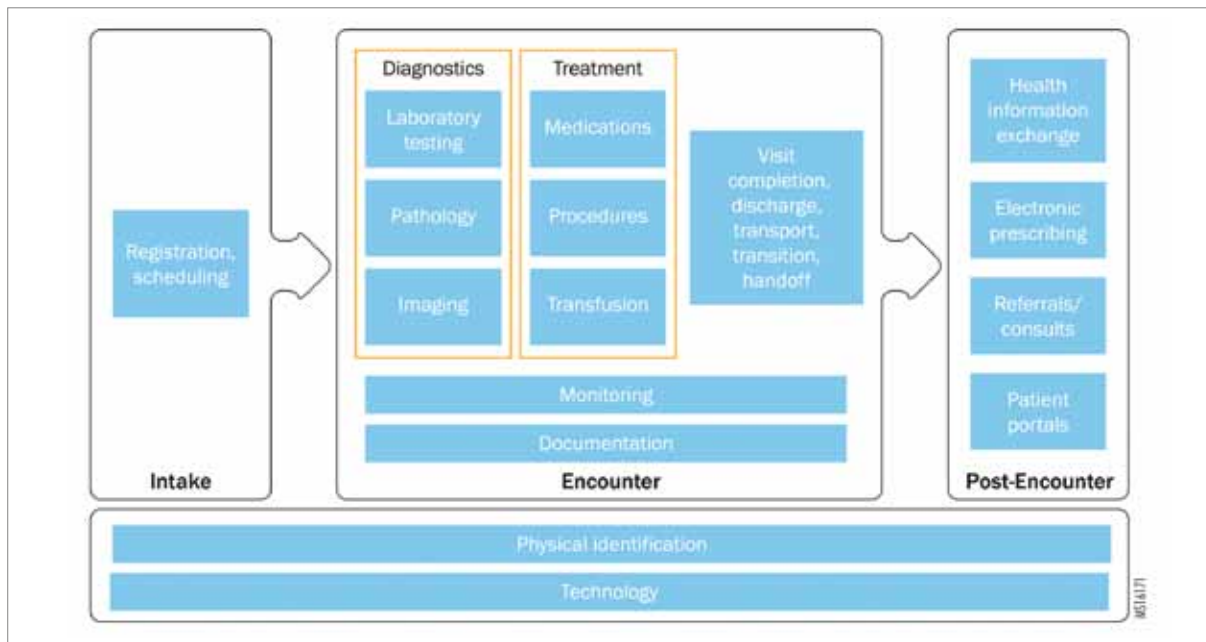 Registration,
scheduling
Intake
Diagnostics
Laboratory
testing
Pathology
Imaging
Treatment
Medications
Procedures
Transfusion
Visit
completion,
discharge,
transport,
transition,
handoff
Monitoring
Documentation
Encounter
Health
information
exchange
Electronic
prescribing
Referrals/
consults
Patient
portals
Post-Encounter
Physical identification
Technology
MS16171